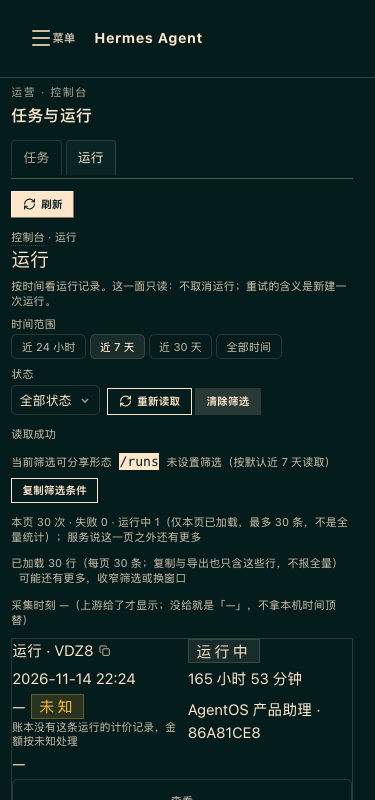 菜单 Hermes Agent
运营 · 控制台
任务与运行
任务 运行
刷新
控制台 · 运行
运行
按时间看运行记录。这一面只读：不取消运行；重试的含义是新建一
次运行。
时间范围
近 24 小时 近 7 天 近 30 天 全部时间
状态
全部状态 重新读取 清除筛选
读取成功
当前筛选可分享形态 /runs 未设置筛选（按默认近 7 天读取）
复制筛选条件
本页 30 次 · 失败 0 · 运行中 1（仅本页已加载，最多 30 条，不是全
量统计）；服务说这一页之外还有更多
已加载 30 行（每页 30 条；复制与导出也只含这些行，不报全量）
可能还有更多，收窄筛选或换窗口
采集时刻 —（上游给了才显示；没给就是「—」，不拿本机时间顶
替）
运行 · VDZ8 运行中
2026-11-14 22:24 165 小时 53 分钟
— 未知
AgentOS 产品助理 ·
86A81CE8
账本没有这条运行的计价记录，金
额按未知处理
—